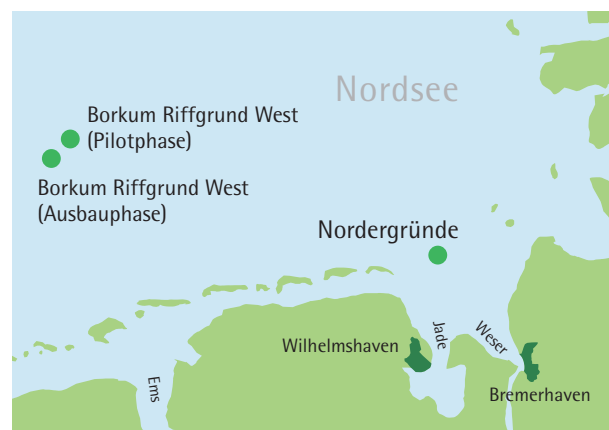 Nordsee
Borkum Riffgrund West
(Pilotphase)
Borkum Riffgrund West
(Ausbauphase)
Nordergründe
Wilhelmshaven
Jade
Weser
Ems
Bremerhaven